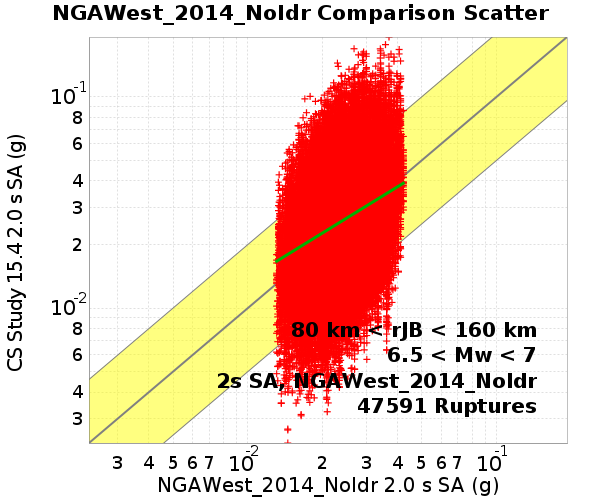 NGAWest_2014_NoIdr Comparison Scatter
CS Study 15.4 2.0 s SA (g)
10-1
8
6
4
3
2
10-2
8
6
4
3
80 km < rJB < 160 km
6.5 < Mw < 7
2s SA, NGAWest_2014_NoIdr
47591 Ruptures
3 4 5 6 7 10-2 2 3 4 5 6 7 10-1
NGAWest_2014_NoIdr 2.0 s SA (g)